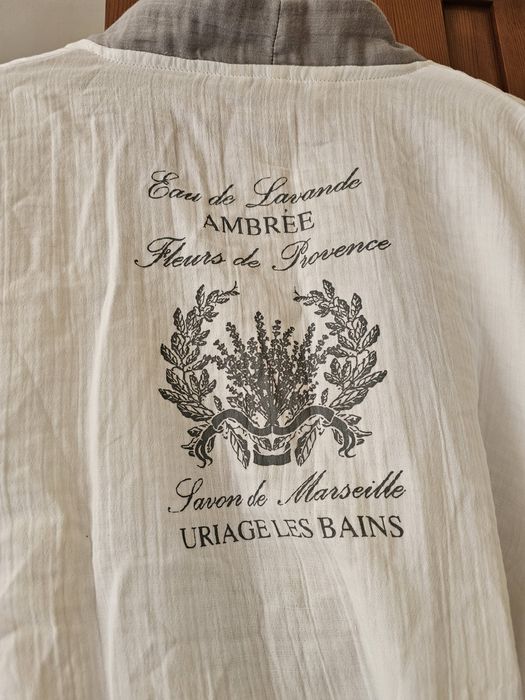 Eau de Lavande
AMBRÉE
Fleurs de Provence
Savon de Marseille
URIAGE LES BAINS